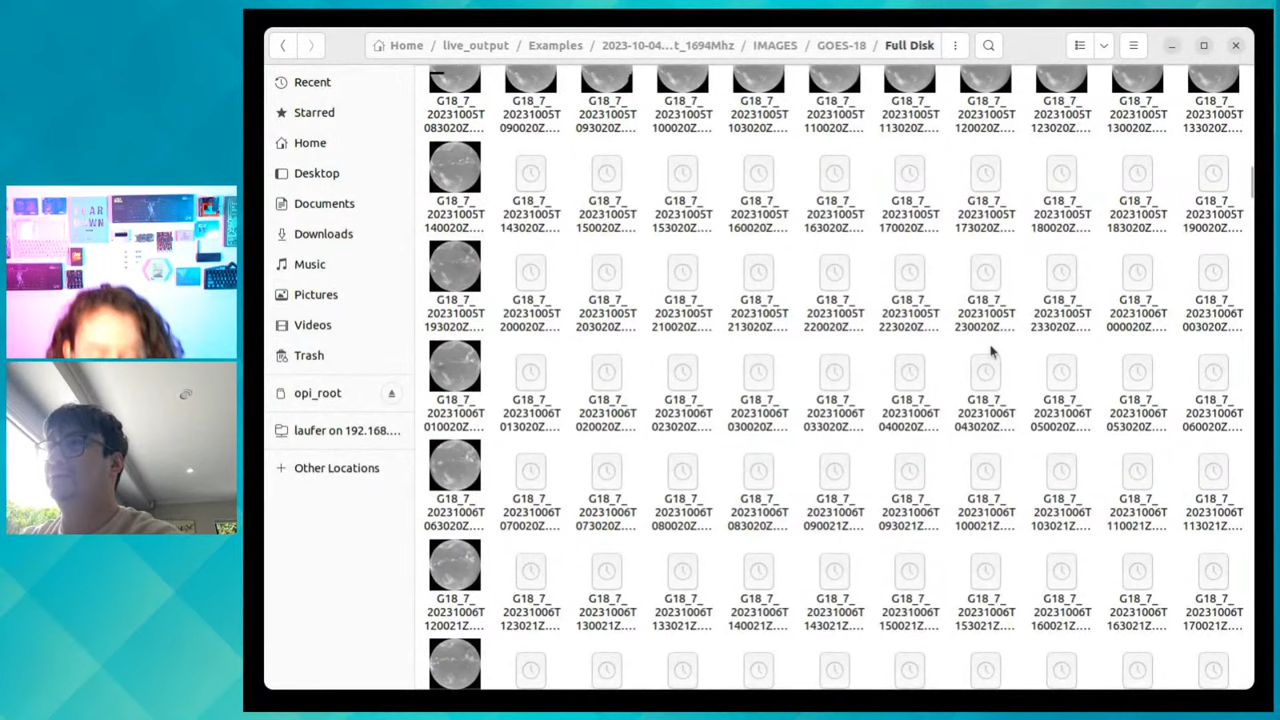 Home / live_output / Examples / 2023-10-04...t_1694Mhz / IMAGES / GOES-18 / Full Disk
Recent
Starred
Home
Desktop
Documents
Downloads
Music
Pictures
Videos
Trash
opi_root
laufer on 192.168....
Other Locations
G18_7_ G18_7_ G18_7_ G18_7_ G18_7_ G18_7_ G18_7_ G18_7_ G18_7_ G18_7_ G18_7_
20231005T 20231005T 20231005T 20231005T 20231005T 20231005T 20231005T 20231005T 20231005T 20231005T 20231005T
083020Z.... 090020Z.... 093020Z.... 100020Z.... 103020Z.... 110020Z.... 113020Z.... 120020Z.... 123020Z.... 130020Z.... 133020Z....
G18_7_ G18_7_ G18_7_ G18_7_ G18_7_ G18_7_ G18_7_ G18_7_ G18_7_ G18_7_ G18_7_
20231005T 20231005T 20231005T 20231005T 20231005T 20231005T 20231005T 20231005T 20231005T 20231005T 20231005T
140020Z.... 143020Z.... 150020Z.... 153020Z.... 160020Z.... 163020Z.... 170020Z.... 173020Z.... 180020Z.... 183020Z.... 190020Z....
G18_7_ G18_7_ G18_7_ G18_7_ G18_7_ G18_7_ G18_7_ G18_7_ G18_7_ G18_7_ G18_7_
20231005T 20231005T 20231005T 20231005T 20231005T 20231005T 20231005T 20231005T 20231005T 20231006T 20231006T
193020Z.... 200020Z.... 203020Z.... 210020Z.... 213020Z.... 220020Z.... 223020Z.... 230020Z.... 233020Z.... 000020Z.... 003020Z....
G18_7_ G18_7_ G18_7_ G18_7_ G18_7_ G18_7_ G18_7_ G18_7_ G18_7_ G18_7_ G18_7_
20231006T 20231006T 20231006T 20231006T 20231006T 20231006T 20231006T 20231006T 20231006T 20231006T 20231006T
010020Z.... 013020Z.... 020020Z.... 023020Z.... 030020Z.... 033020Z.... 040020Z.... 043020Z.... 050020Z.... 053020Z.... 060020Z....
G18_7_ G18_7_ G18_7_ G18_7_ G18_7_ G18_7_ G18_7_ G18_7_ G18_7_ G18_7_ G18_7_
20231006T 20231006T 20231006T 20231006T 20231006T 20231006T 20231006T 20231006T 20231006T 20231006T 20231006T
063020Z.... 070020Z.... 073020Z.... 080020Z.... 083020Z.... 090021Z.... 093021Z.... 100021Z.... 103021Z.... 110021Z.... 113021Z....
G18_7_ G18_7_ G18_7_ G18_7_ G18_7_ G18_7_ G18_7_ G18_7_ G18_7_ G18_7_ G18_7_
20231006T 20231006T 20231006T 20231006T 20231006T 20231006T 20231006T 20231006T 20231006T 20231006T 20231006T
120021Z.... 123021Z.... 130021Z.... 133021Z.... 140021Z.... 143021Z.... 150021Z.... 153021Z.... 160021Z.... 163021Z.... 170021Z....